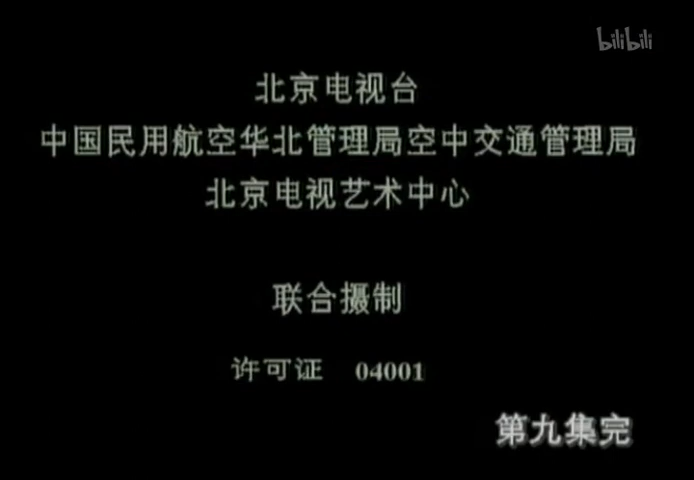 bilibili
北京电视台
中国民用航空华北管理局空中交通管理局
北京电视艺术中心
联合摄制
许可证 04001
第九集完